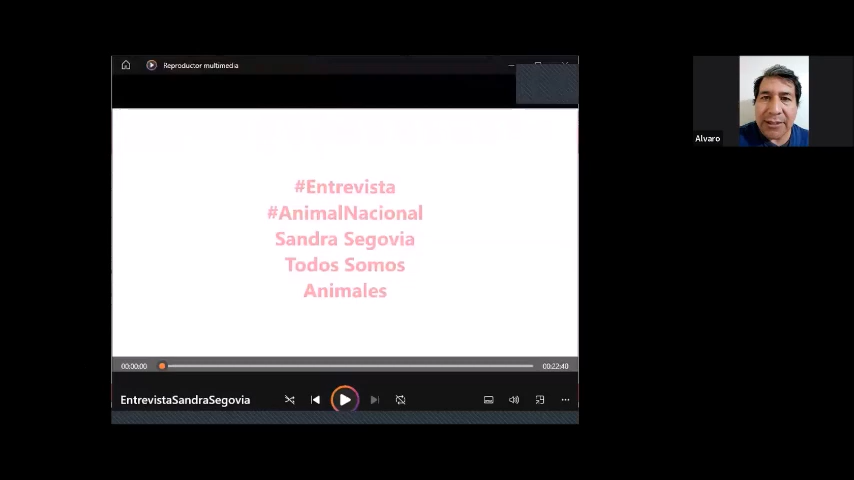 Reproductor multimedia
#Entrevista
#AnimalNacional
Sandra Segovia
Todos Somos
Animales
00:00:00
00:22:40
EntrevistaSandraSegovia
Alvaro